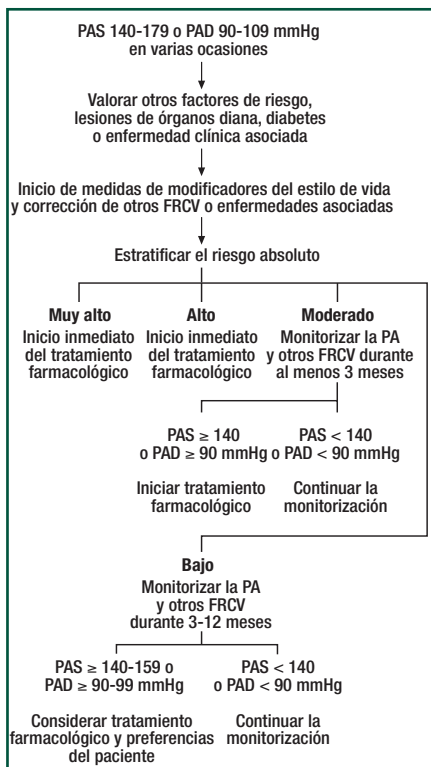 PAS 140-179 o PAD 90-109 mmHg
en varias ocasiones
Valorar otros factores de riesgo,
lesiones de órganos diana, diabetes
o enfermedad clínica asociada
Inicio de medidas de modificadores del estilo de vida
y corrección de otros FRCV o enfermedades asociadas
Estratificar el riesgo absoluto
Muy alto
Inicio inmediato
del tratamiento
farmacológico
Alto
Inicio inmediato
del tratamiento
farmacológico
Moderado
Monitorizar la PA
y otros FRCV durante
al menos 3 meses
PAS ≥ 140
o PAD ≥ 90 mmHg
Iniciar tratamiento
farmacológico
PAS < 140
o PAD < 90 mmHg
Continuar la
monitorización
Bajo
Monitorizar la PA
y otros FRCV
durante 3-12 meses
PAS ≥ 140-159 o
PAD ≥ 90-99 mmHg
Considerar tratamiento
farmacológico y preferencias
del paciente
PAS < 140
o PAD < 90 mmHg
Continuar la
monitorización